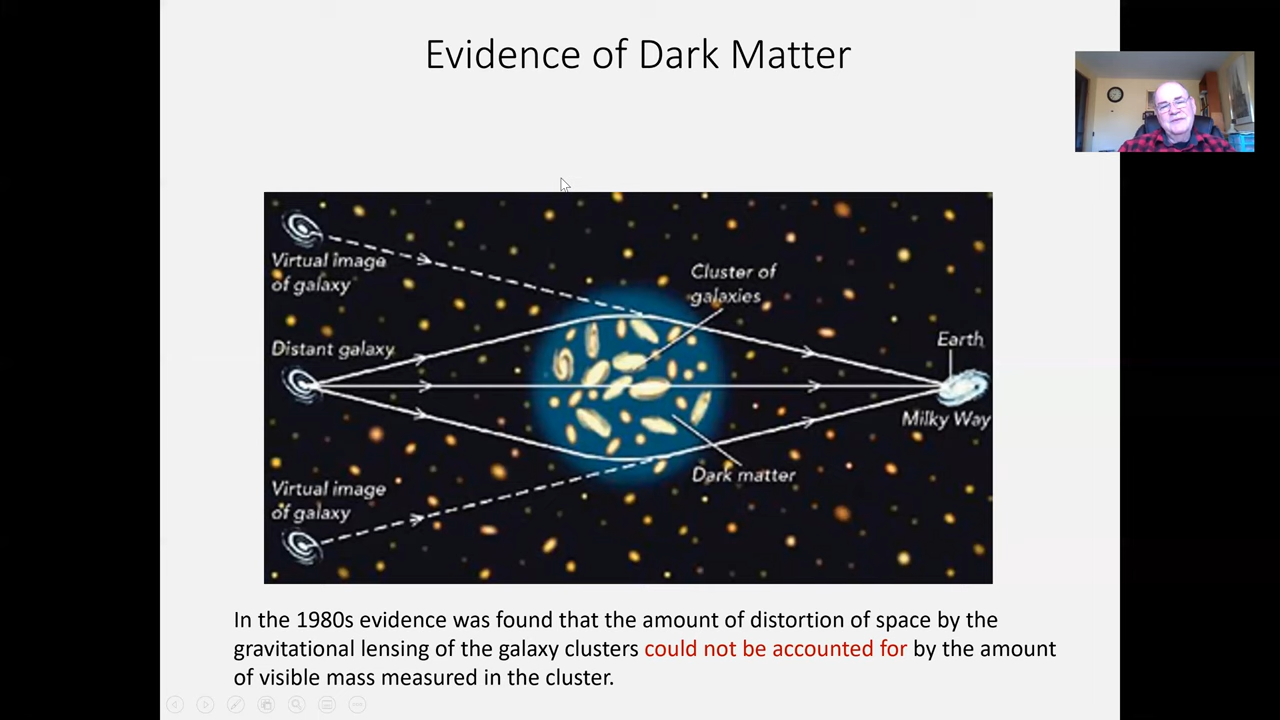 Evidence of Dark Matter
Virtual image
of galaxy
Cluster of
galaxies
Distant galaxy
Earth
Milky Way
Dark matter
Virtual image
of galaxy
In the 1980s evidence was found that the amount of distortion of space by the
gravitational lensing of the galaxy clusters could not be accounted for by the amount
of visible mass measured in the cluster.